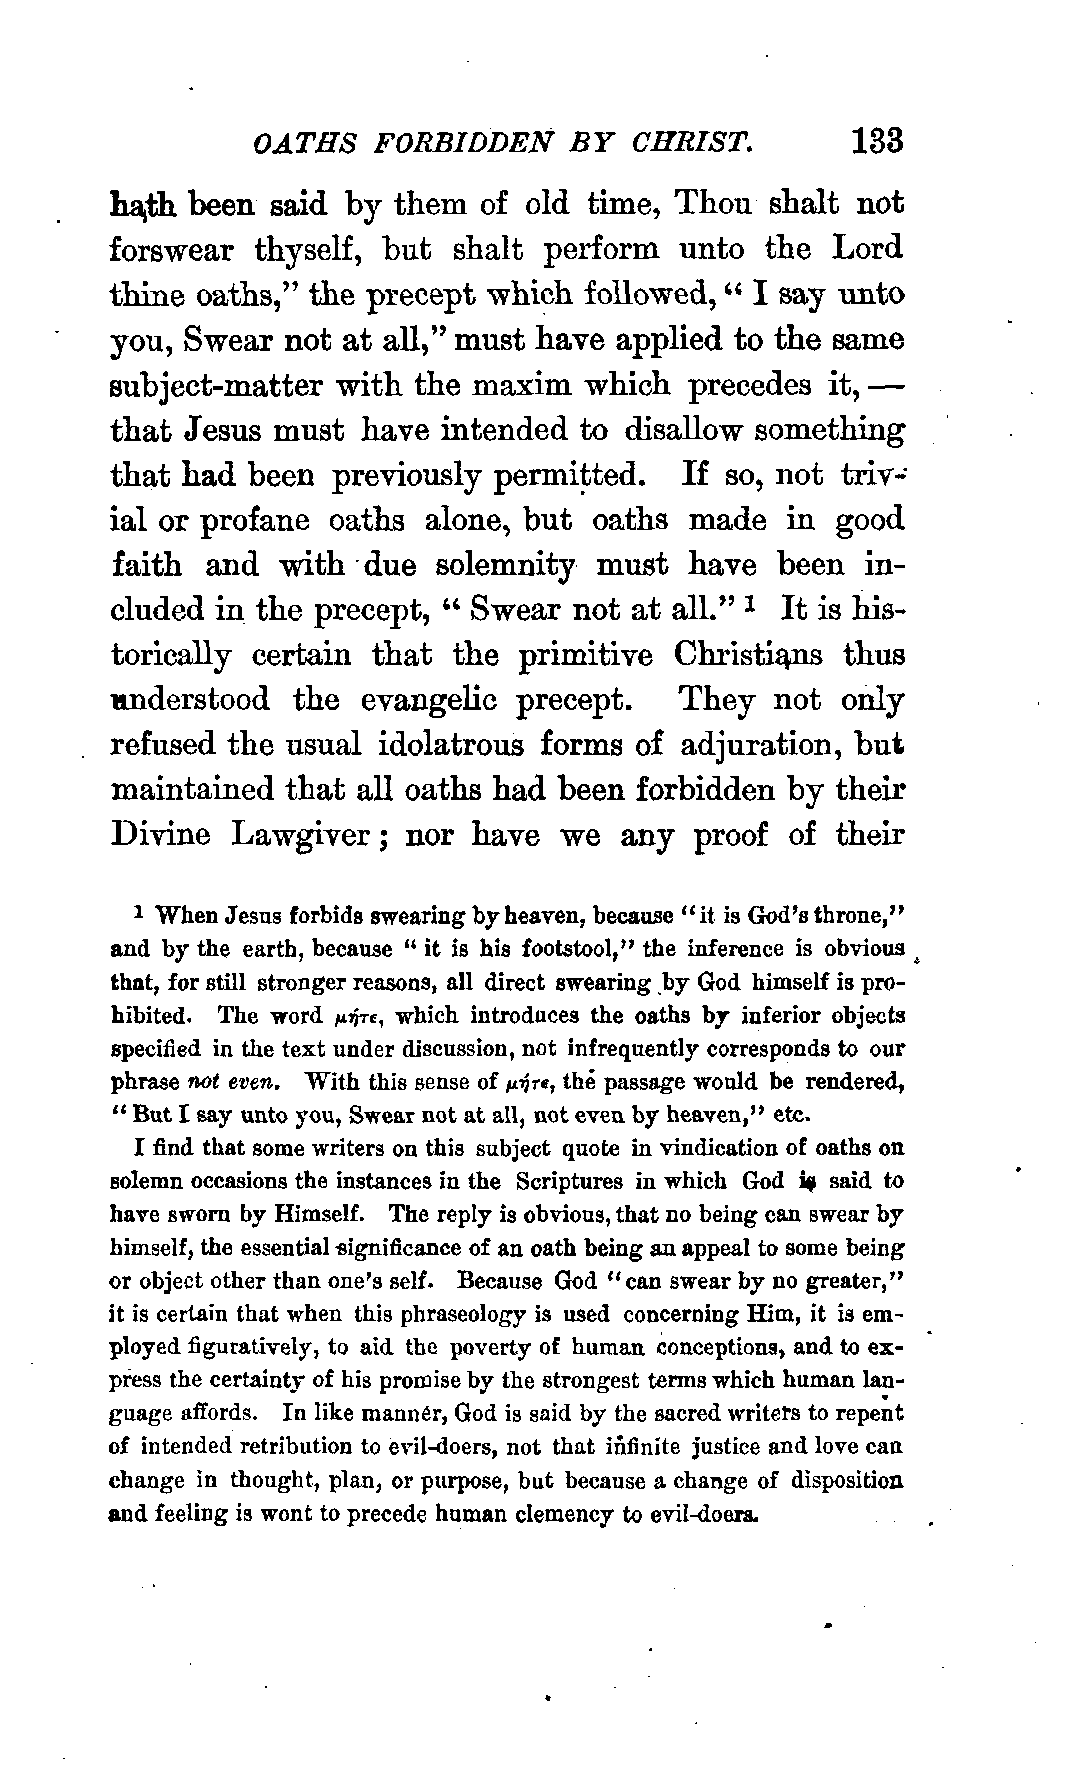 OATHS FORBIDDEN BY CHRIST. 133
hath been said by them of old time, Thou shalt not
forswear thyself, but shalt perform unto the Lord
thine oaths,” the precept which followed, “ I say unto
you, Swear not at all,” must have applied to the same
subject-matter with the maxim which precedes it, —
that Jesus must have intended to disallow something
that had been previously permitted. If so, not triv-
ial or profane oaths alone, but oaths made in good
faith and with due solemnity must have been in-
cluded in the precept, “ Swear not at all.” 1 It is his-
torically certain that the primitive Christians thus
understood the evangelic precept. They not only
refused the usual idolatrous forms of adjuration, but
maintained that all oaths had been forbidden by their
Divine Lawgiver ; nor have we any proof of their
1 When Jesus forbids swearing by heaven, because “it is God's throne,”
and by the earth, because “ it is his footstool,” the inference is obvious
that, for still stronger reasons, all direct swearing by God himself is pro-
hibited. The word μήτε, which introduces the oaths by inferior objects
specified in the text under discussion, not infrequently corresponds to our
phrase not even. With this sense of μήτε, the passage would be rendered,
“But I say unto you, Swear not at all, not even by heaven,” etc.
I find that some writers on this subject quote in vindication of oaths on
solemn occasions the instances in the Scriptures in which God is said to
have sworn by Himself. The reply is obvious, that no being can swear by
himself, the essential significance of an oath being an appeal to some being
or object other than one's self. Because God “can swear by no greater,”
it is certain that when this phraseology is used concerning Him, it is em-
ployed figuratively, to aid the poverty of human conceptions, and to ex-
press the certainty of his promise by the strongest terms which human lan-
guage affords. In like manner, God is said by the sacred writers to repent
of intended retribution to evil-doers, not that infinite justice and love can
change in thought, plan, or purpose, but because a change of disposition
and feeling is wont to precede human clemency to evil-doers.